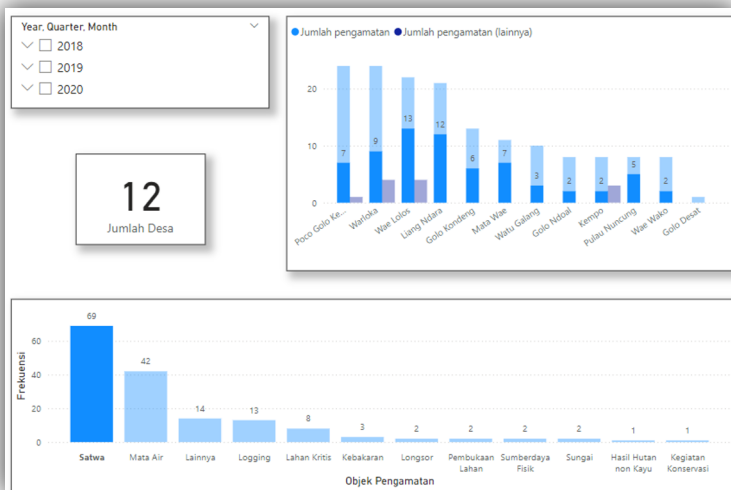 Year, Quarter, Month
2018
2019
2020
12
Jumlah Desa
Jumlah pengamatan Jumlah pengamatan (lainnya)
20
10
0
7 9 13 12 6 7 3 2 2 5 2
Poco Golo Ke... Warloka Wae Lolos Liang Ndara Golo Kondeng Mata Wae Watu Galang Golo Ndoal Kempo Pulau Nuncung Wae Wako Golo Desat
Frekuensi
60
40
20
0
69 42 14 13 8 3 2 2 2 2 1 1
Satwa Mata Air Lainnya Logging Lahan Kritis Kebakaran Longsor Pembukaan Sumberdaya Sungai Hasil Hutan Kegiatan
Lahan Fisik non Kayu Konservasi
Objek Pengamatan